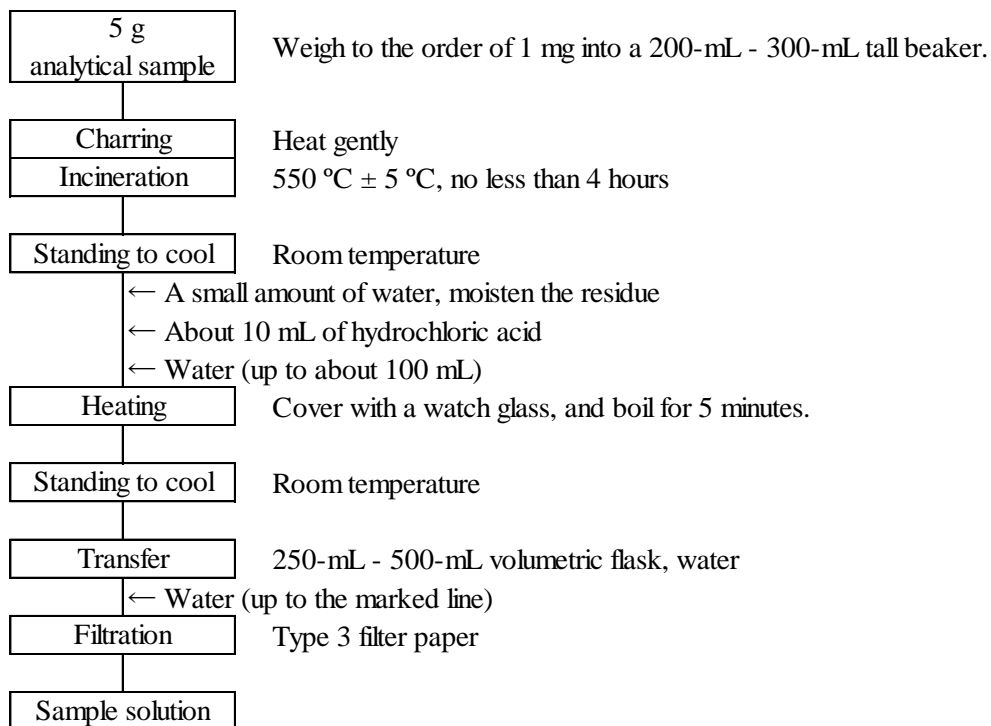 5 g
analytical sample
Weigh to the order of 1 mg into a 200-mL - 300-mL tall beaker.
Charring
Heat gently
Incineration
550 ºC ± 5 ºC, no less than 4 hours
Standing to cool
Room temperature
← A small amount of water, moisten the residue
← About 10 mL of hydrochloric acid
← Water (up to about 100 mL)
Heating
Cover with a watch glass, and boil for 5 minutes.
Standing to cool
Room temperature
Transfer
250-mL - 500-mL volumetric flask, water
← Water (up to the marked line)
Filtration
Type 3 filter paper
Sample solution